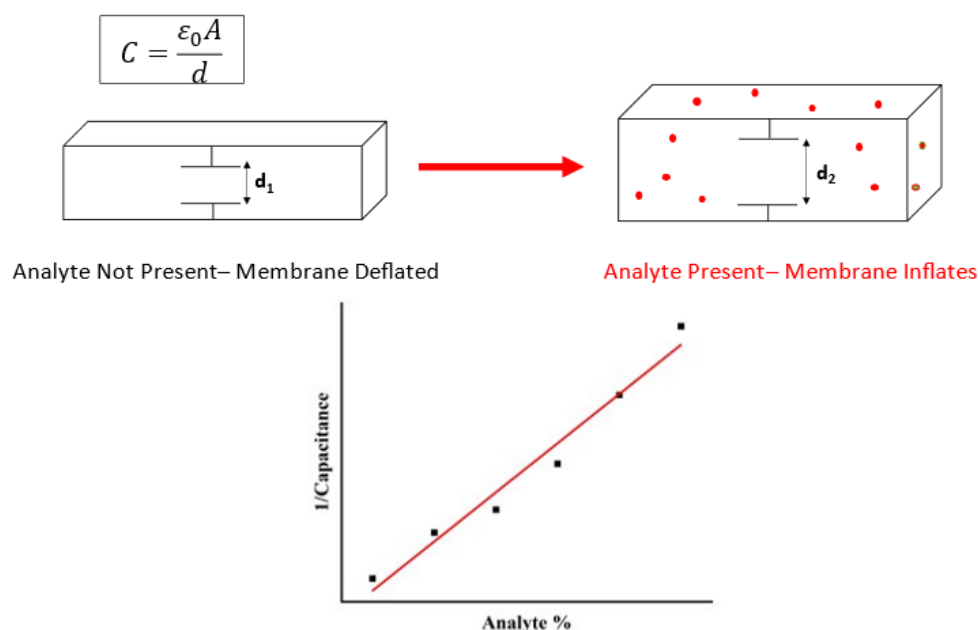 C = ε₀A / d
d₁
d₂
Analyte Not Present– Membrane Deflated
Analyte Present– Membrane Inflates
1/Capacitance
Analyte %